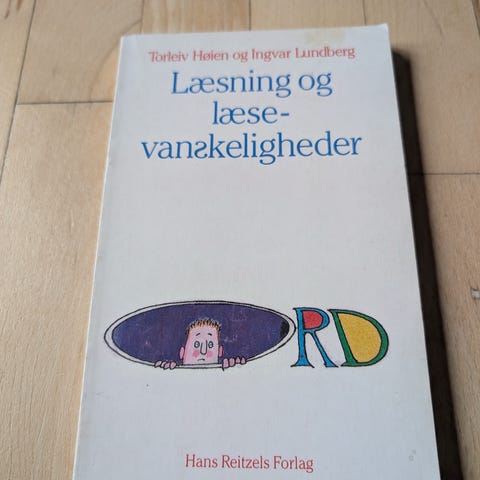 Torleiv Høien og Ingvar Lundberg
Læsning og
læse-
vanskeligheder
ORD
Hans Reitzels Forlag